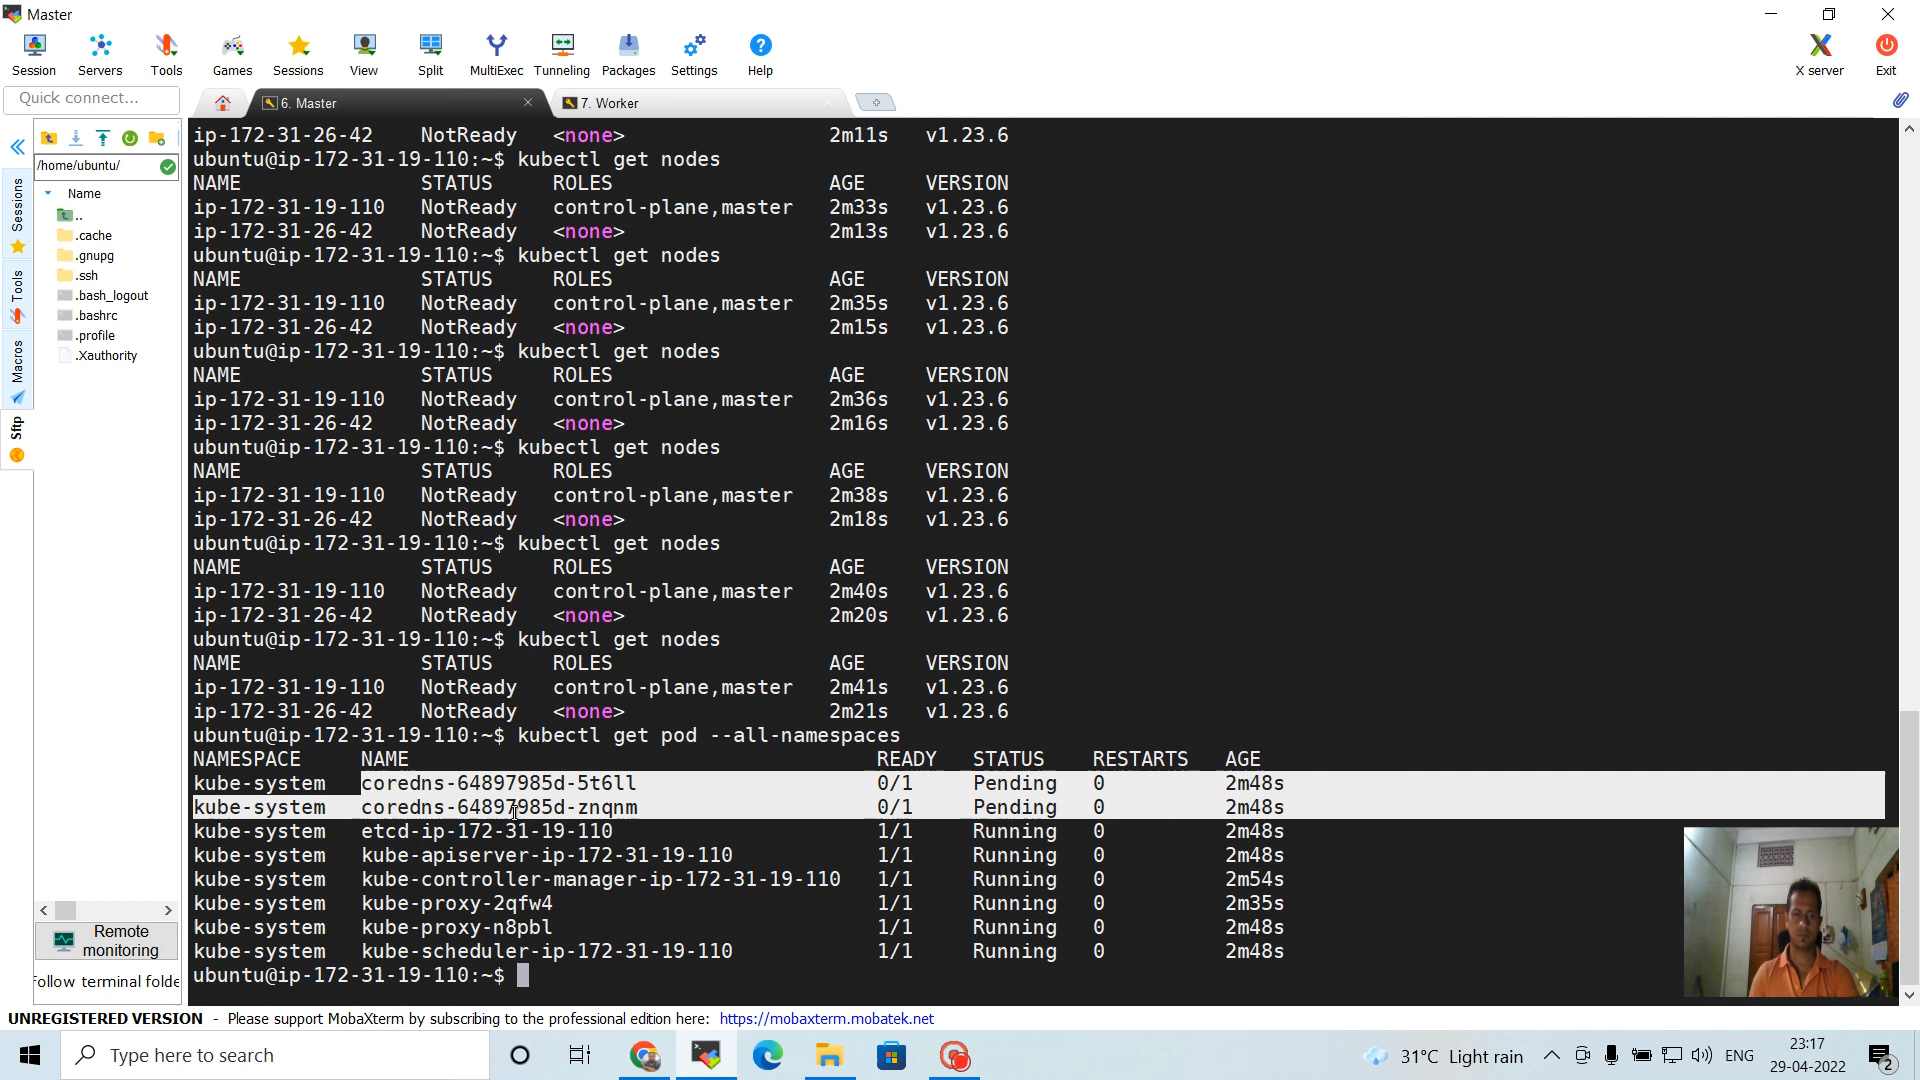 Master
Session Servers Tools Games Sessions View Split MultiExec Tunneling Packages Settings Help X server Exit
Quick connect...
6. Master
7. Worker
/home/ubuntu/
Name
..
.cache
.gnupg
.ssh
.bash_logout
.bashrc
.profile
.Xauthority
Sessions
Tools
Macros
Sftp
Remote
monitoring
Follow terminal folde
ip-172-31-26-42 NotReady <none> 2m11s v1.23.6
ubuntu@ip-172-31-19-110:~$ kubectl get nodes
NAME STATUS ROLES AGE VERSION
ip-172-31-19-110 NotReady control-plane,master 2m33s v1.23.6
ip-172-31-26-42 NotReady <none> 2m13s v1.23.6
ubuntu@ip-172-31-19-110:~$ kubectl get nodes
NAME STATUS ROLES AGE VERSION
ip-172-31-19-110 NotReady control-plane,master 2m35s v1.23.6
ip-172-31-26-42 NotReady <none> 2m15s v1.23.6
ubuntu@ip-172-31-19-110:~$ kubectl get nodes
NAME STATUS ROLES AGE VERSION
ip-172-31-19-110 NotReady control-plane,master 2m36s v1.23.6
ip-172-31-26-42 NotReady <none> 2m16s v1.23.6
ubuntu@ip-172-31-19-110:~$ kubectl get nodes
NAME STATUS ROLES AGE VERSION
ip-172-31-19-110 NotReady control-plane,master 2m38s v1.23.6
ip-172-31-26-42 NotReady <none> 2m18s v1.23.6
ubuntu@ip-172-31-19-110:~$ kubectl get nodes
NAME STATUS ROLES AGE VERSION
ip-172-31-19-110 NotReady control-plane,master 2m40s v1.23.6
ip-172-31-26-42 NotReady <none> 2m20s v1.23.6
ubuntu@ip-172-31-19-110:~$ kubectl get nodes
NAME STATUS ROLES AGE VERSION
ip-172-31-19-110 NotReady control-plane,master 2m41s v1.23.6
ip-172-31-26-42 NotReady <none> 2m21s v1.23.6
ubuntu@ip-172-31-19-110:~$ kubectl get pod --all-namespaces
NAMESPACE NAME READY STATUS RESTARTS AGE
kube-system coredns-64897985d-5t6ll 0/1 Pending 0 2m48s
kube-system coredns-64897985d-znqnm 0/1 Pending 0 2m48s
kube-system etcd-ip-172-31-19-110 1/1 Running 0 2m48s
kube-system kube-apiserver-ip-172-31-19-110 1/1 Running 0 2m48s
kube-system kube-controller-manager-ip-172-31-19-110 1/1 Running 0 2m54s
kube-system kube-proxy-2qfw4 1/1 Running 0 2m35s
kube-system kube-proxy-n8pbl 1/1 Running 0 2m48s
kube-system kube-scheduler-ip-172-31-19-110 1/1 Running 0 2m48s
ubuntu@ip-172-31-19-110:~$
UNREGISTERED VERSION - Please support MobaXterm by subscribing to the professional edition here: https://mobaxterm.mobatek.net
Type here to search
31°C Light rain
ENG
23:17
29-04-2022
2